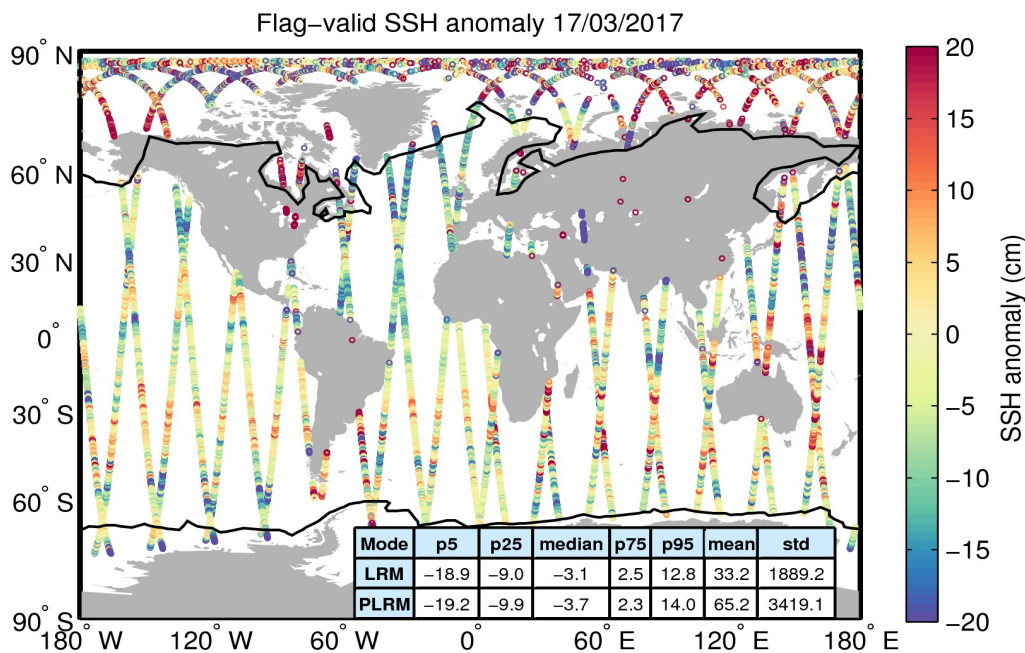 Flag−valid SSH anomaly 17/03/2017
90° N
60° N
30° N
0°
30° S
60° S
90° S
180° W
120° W
60° W
0°
60° E
120° E
180° E
Mode p5 p25 median p75 p95 mean std
LRM −18.9 −9.0 −3.1 2.5 12.8 33.2 1889.2
PLRM −19.2 −9.9 −3.7 2.3 14.0 65.2 3419.1
20
15
10
5
0
−5
−10
−15
−20
SSH anomaly (cm)